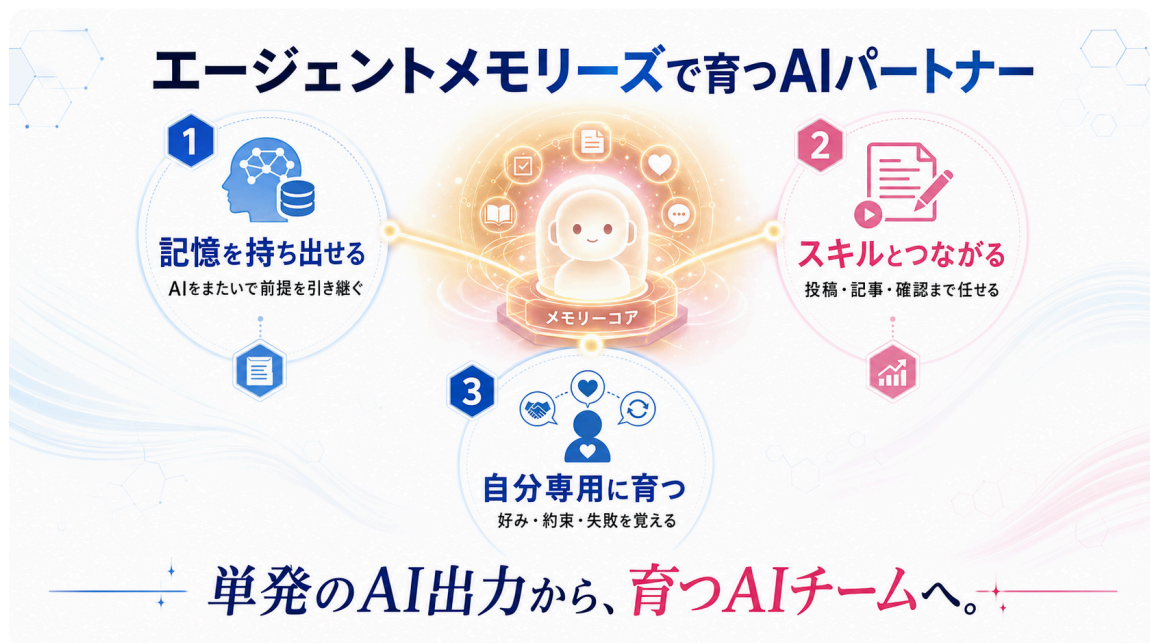 エージェントメモリーズで育つAIパートナー
1
記憶を持ち出せる
AIをまたいで前提を引き継ぐ
2
スキルとつながる
投稿・記事・確認まで任せる
メモリーコア
3
自分専用に育つ
好み・約束・失敗を覚える
単発のAI出力から、育つAIチームへ。